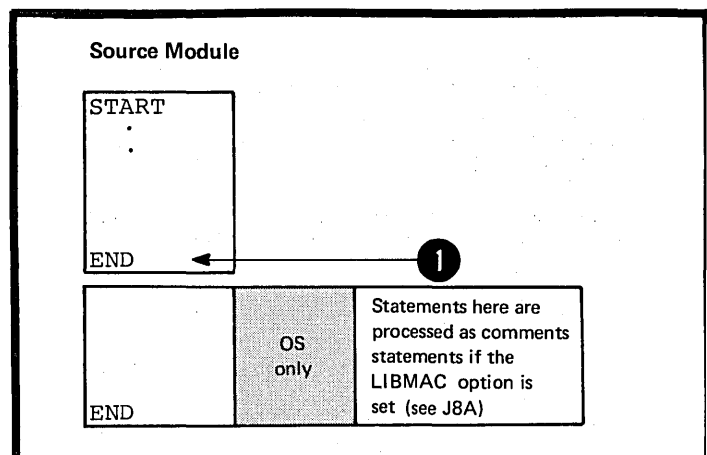 Source Module
START
.
.
END
1
OS
only
Statements here are
processed as comments
statements if the
LIBMAC option is
set (see J8A)
END